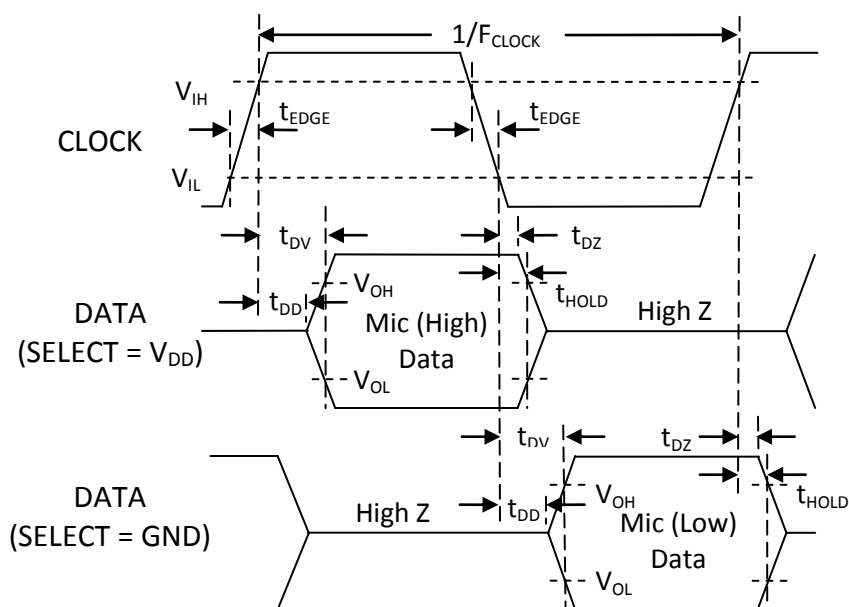 1/F_CLOCK
V_IH
t_EDGE
t_EDGE
CLOCK
V_IL
t_DV
t_DZ
V_OH
t_DD
t_HOLD
High Z
DATA
(SELECT = V_DD)
Mic (High)
Data
V_OL
t_DV
t_DZ
V_OH
t_DD
t_HOLD
High Z
DATA
(SELECT = GND)
Mic (Low)
Data
V_OL